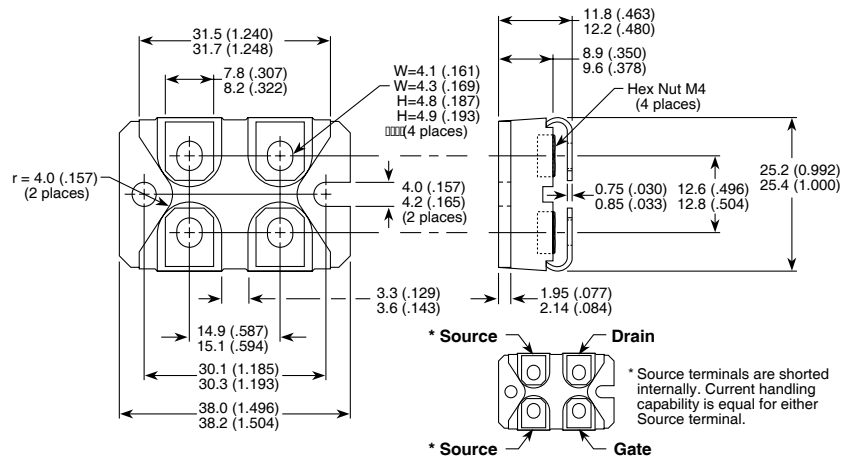 31.5 (1.240)
31.7 (1.248)
7.8 (.307)
8.2 (.322)
W=4.1 (.161)
W=4.3 (.169)
H=4.8 (.187)
H=4.9 (.193)
(4 places)
r = 4.0 (.157)
(2 places)
4.0 (.157)
4.2 (.165)
(2 places)
3.3 (.129)
3.6 (.143)
14.9 (.587)
15.1 (.594)
30.1 (1.185)
30.3 (1.193)
38.0 (1.496)
38.2 (1.504)
11.8 (.463)
12.2 (.480)
8.9 (.350)
9.6 (.378)
Hex Nut M4
(4 places)
0.75 (.030)
0.85 (.033)
12.6 (.496)
12.8 (.504)
25.2 (0.992)
25.4 (1.000)
1.95 (.077)
2.14 (.084)
* Source
Drain
* Source
Gate
* Source terminals are shorted
internally. Current handling
capability is equal for either
Source terminal.